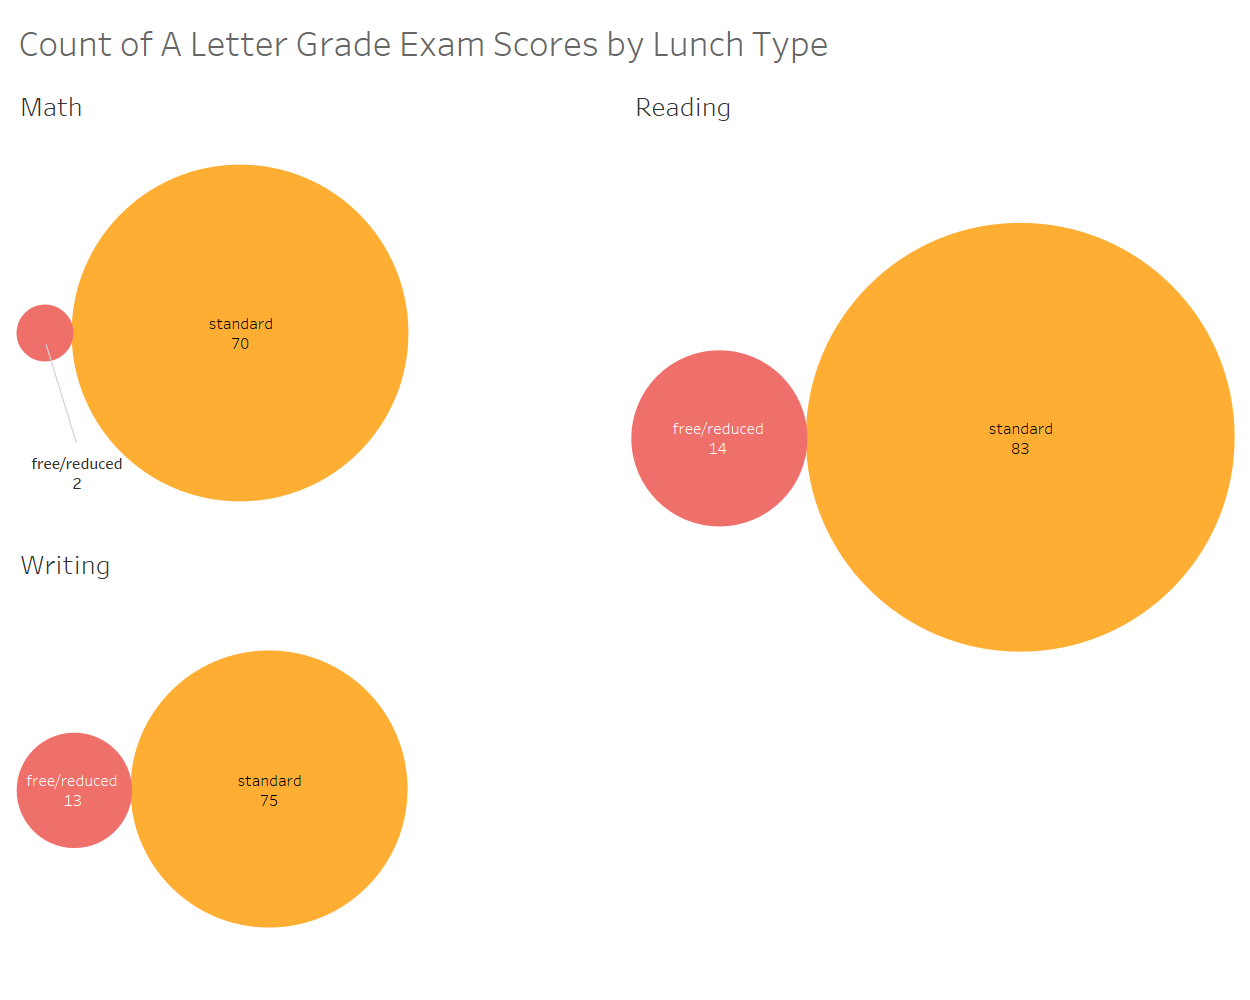 Count of A Letter Grade Exam Scores by Lunch Type
Math
standard
70
free/reduced
2
Reading
free/reduced
14
standard
83
Writing
free/reduced
13
standard
75